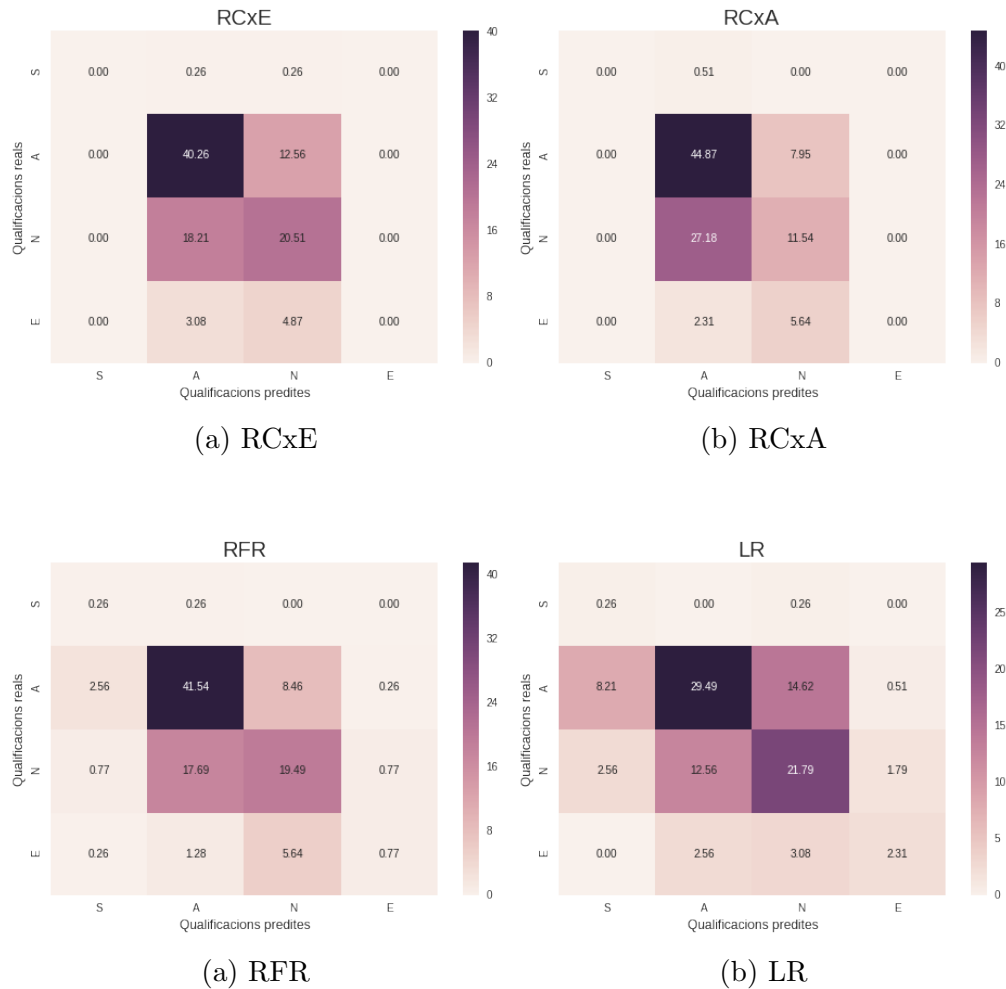 RCxE
S 0.00 0.26 0.26 0.00
A 0.00 40.26 12.56 0.00
N 0.00 18.21 20.51 0.00
E 0.00 3.08 4.87 0.00
S A N E
Qualificacions predites
Qualificacions reals
40
32
24
16
8
0
(a) RCxE
RCxA
S 0.00 0.51 0.00 0.00
A 0.00 44.87 7.95 0.00
N 0.00 27.18 11.54 0.00
E 0.00 2.31 5.64 0.00
S A N E
Qualificacions predites
Qualificacions reals
40
32
24
16
8
0
(b) RCxA
RFR
S 0.26 0.26 0.00 0.00
A 2.56 41.54 8.46 0.26
N 0.77 17.69 19.49 0.77
E 0.26 1.28 5.64 0.77
S A N E
Qualificacions predites
Qualificacions reals
40
32
24
16
8
0
(a) RFR
LR
S 0.26 0.00 0.26 0.00
A 8.21 29.49 14.62 0.51
N 2.56 12.56 21.79 1.79
E 0.00 2.56 3.08 2.31
S A N E
Qualificacions predites
Qualificacions reals
25
20
15
10
5
0
(b) LR